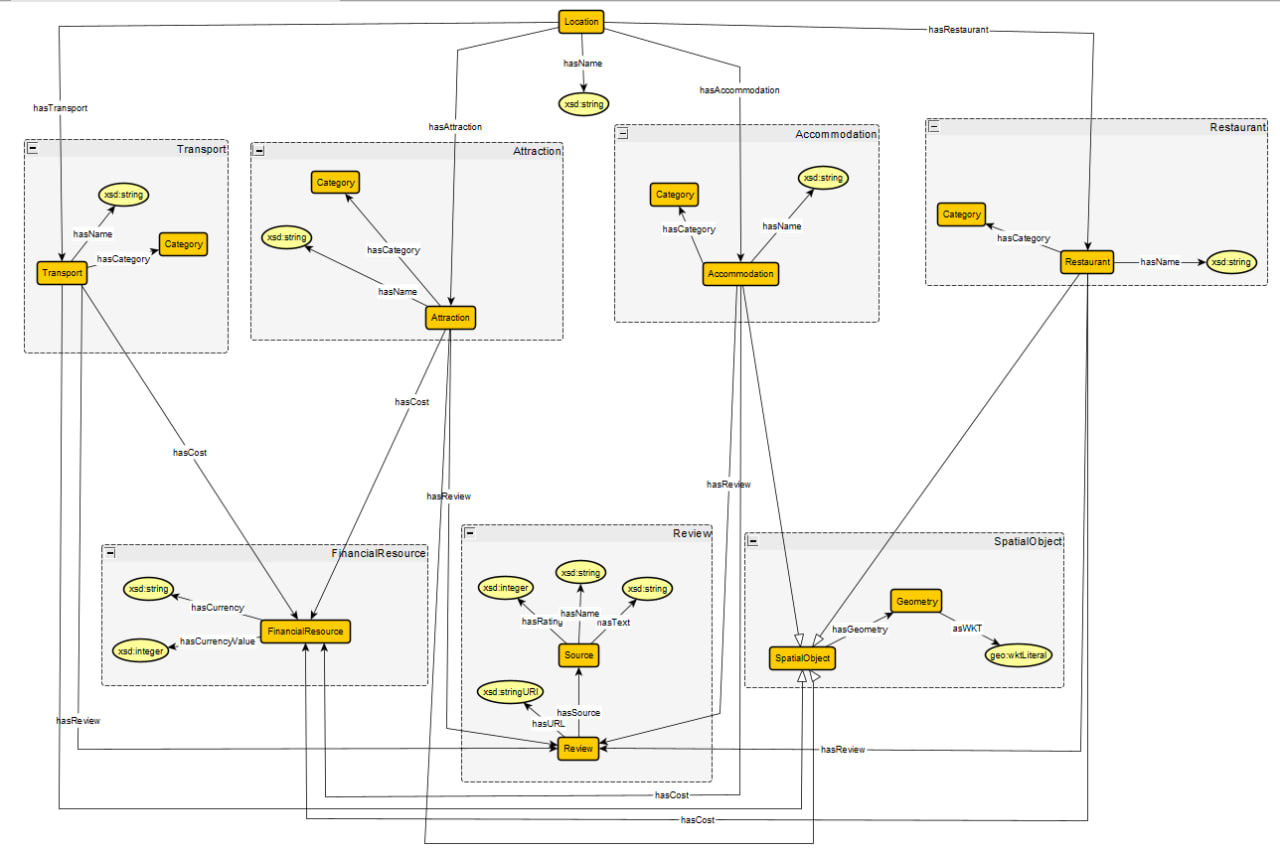 Location
hasRestaurant
hasName
hasAccommodation
xsd:string
hasTransport
hasAttraction
Transport
xsd:string
hasName
hasCategory
Category
Transport
Attraction
Category
xsd:string
hasCategory
hasName
Attraction
Accommodation
Category
xsd:string
hasCategory
hasName
Accommodation
Restaurant
Category
hasCategory
Restaurant
hasName
xsd:string
hasCost
hasCost
hasReview
hasReview
FinancialResource
xsd:string
hasCurrency
FinancialResource
hasCurrencyValue
xsd:integer
Review
xsd:integer
xsd:string
xsd:string
hasRating
hasName
hasText
Source
xsd:stringURI
hasSource
hasURL
Review
SpatialObject
Geometry
hasGeometry
asWKT
SpatialObject
geo:wktLiteral
hasReview
hasReview
hasCost
hasCost